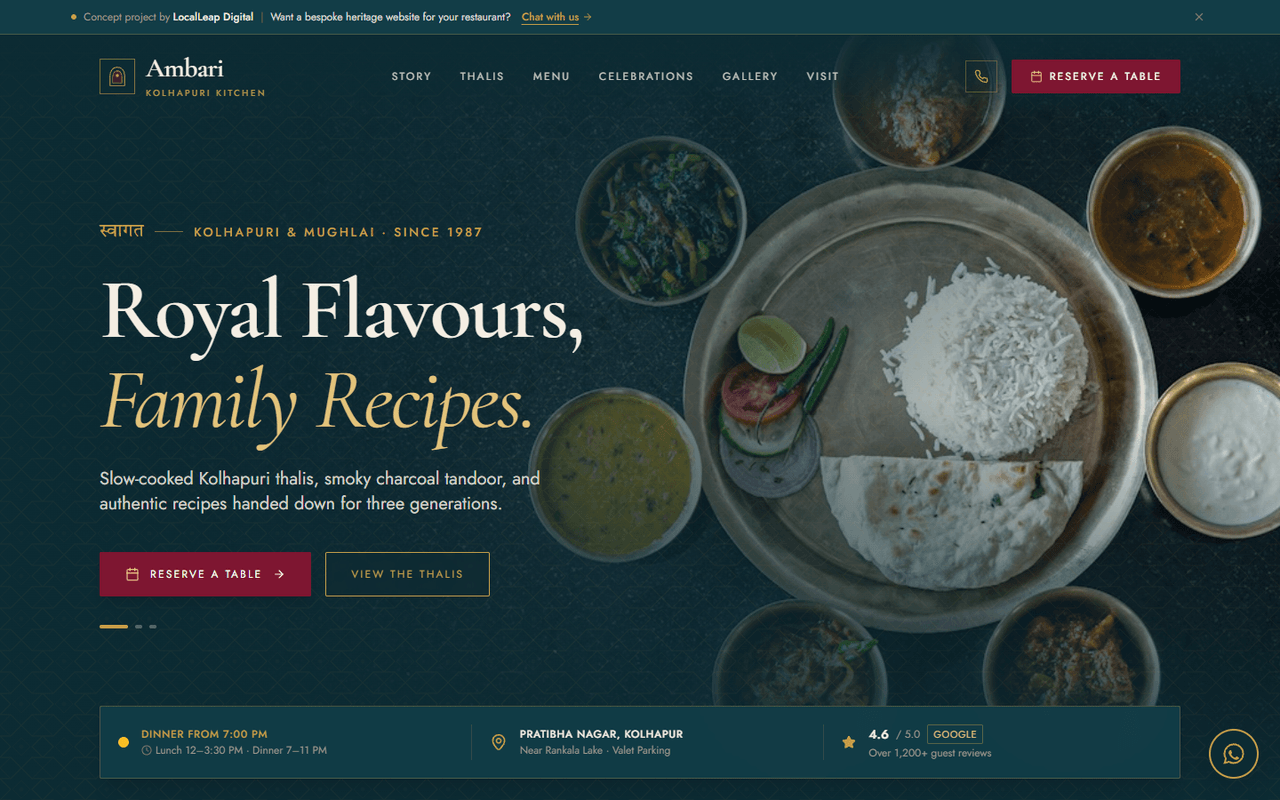 Concept project by LocalLeap Digital | Want a bespoke heritage website for your restaurant? Chat with us →
Ambari
KOLHAPURI KITCHEN
STORY THALIS MENU CELEBRATIONS GALLERY VISIT
RESERVE A TABLE
स्वागत — KOLHAPURI & MUGHLAI · SINCE 1987
Royal Flavours,
Family Recipes.
Slow-cooked Kolhapuri thalis, smoky charcoal tandoor, and
authentic recipes handed down for three generations.
RESERVE A TABLE →
VIEW THE THALIS
DINNER FROM 7:00 PM
Lunch 12–3:30 PM · Dinner 7–11 PM
PRATIBHA NAGAR, KOLHAPUR
Near Rankala Lake · Valet Parking
4.6 / 5.0 GOOGLE
Over 1,200+ guest reviews